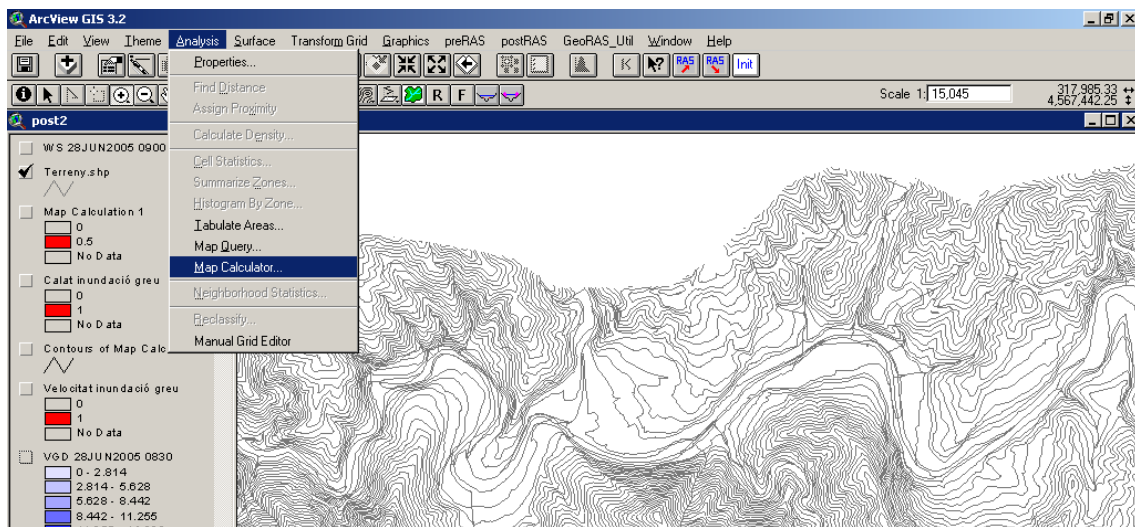 ArcView GIS 3.2
File Edit View Theme Analysis Surface Transform Grid Graphics preRAS postRAS GeoRAS_Util Window Help
RAS RAS Init
R F
Scale 1: 15,045
317,985.33
4,567,442.25
post2
Properties...
Find Distance
Assign Proximity
Calculate Density...
Cell Statistics...
Summarize Zones...
Histogram By Zone...
Tabulate Areas...
Map Query...
Map Calculator...
Neighborhood Statistics...
Reclassify...
Manual Grid Editor
WS 28JUN2005 0900
Terreny.shp
Map Calculation 1
0
0.5
No Data
Calat inundació greu
0
1
No Data
Contours of Map Calc
Velocitat inundació greu
0
1
No Data
VGD 28JUN2005 0830
0 - 2.814
2.814 - 5.628
5.628 - 8.442
8.442 - 11.255